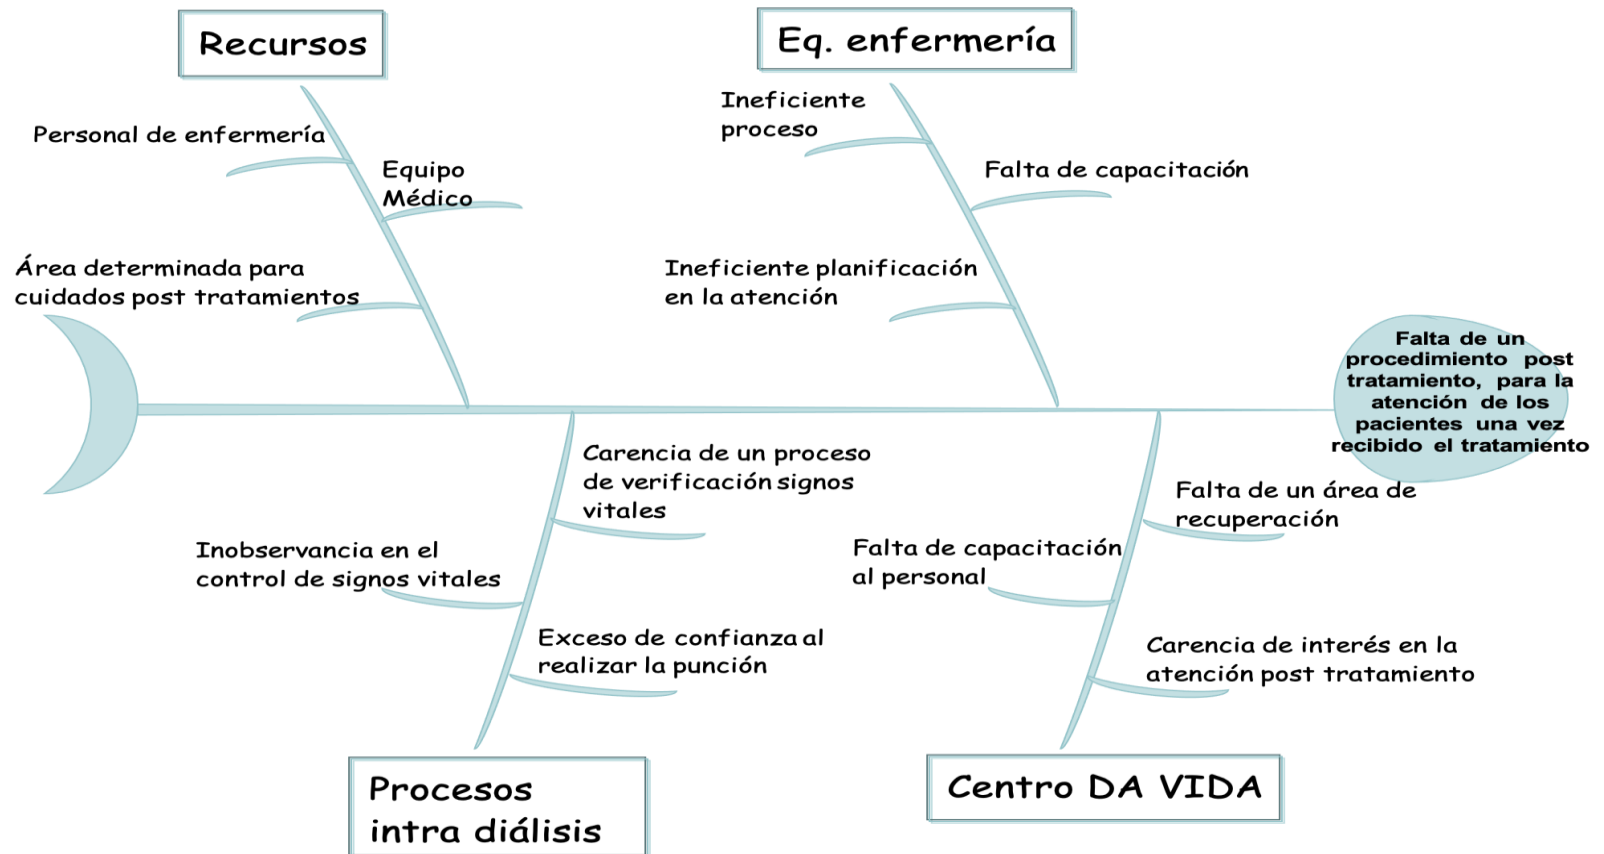 Recursos
Personal de enfermería
Equipo
Médico
Área determinada para
cuidados post tratamientos
Eq. enfermería
Ineficiente
proceso
Falta de capacitación
Ineficiente planificación
en la atención
Falta de un
procedimiento post
tratamiento, para la
atención de los
pacientes una vez
recibido el tratamiento
Carencia de un proceso
de verificación signos
vitales
Inobservancia en el
control de signos vitales
Exceso de confianza al
realizar la punción
Procesos
intra diálisis
Falta de un área de
recuperación
Falta de capacitación
al personal
Carencia de interés en la
atención post tratamiento
Centro DA VIDA